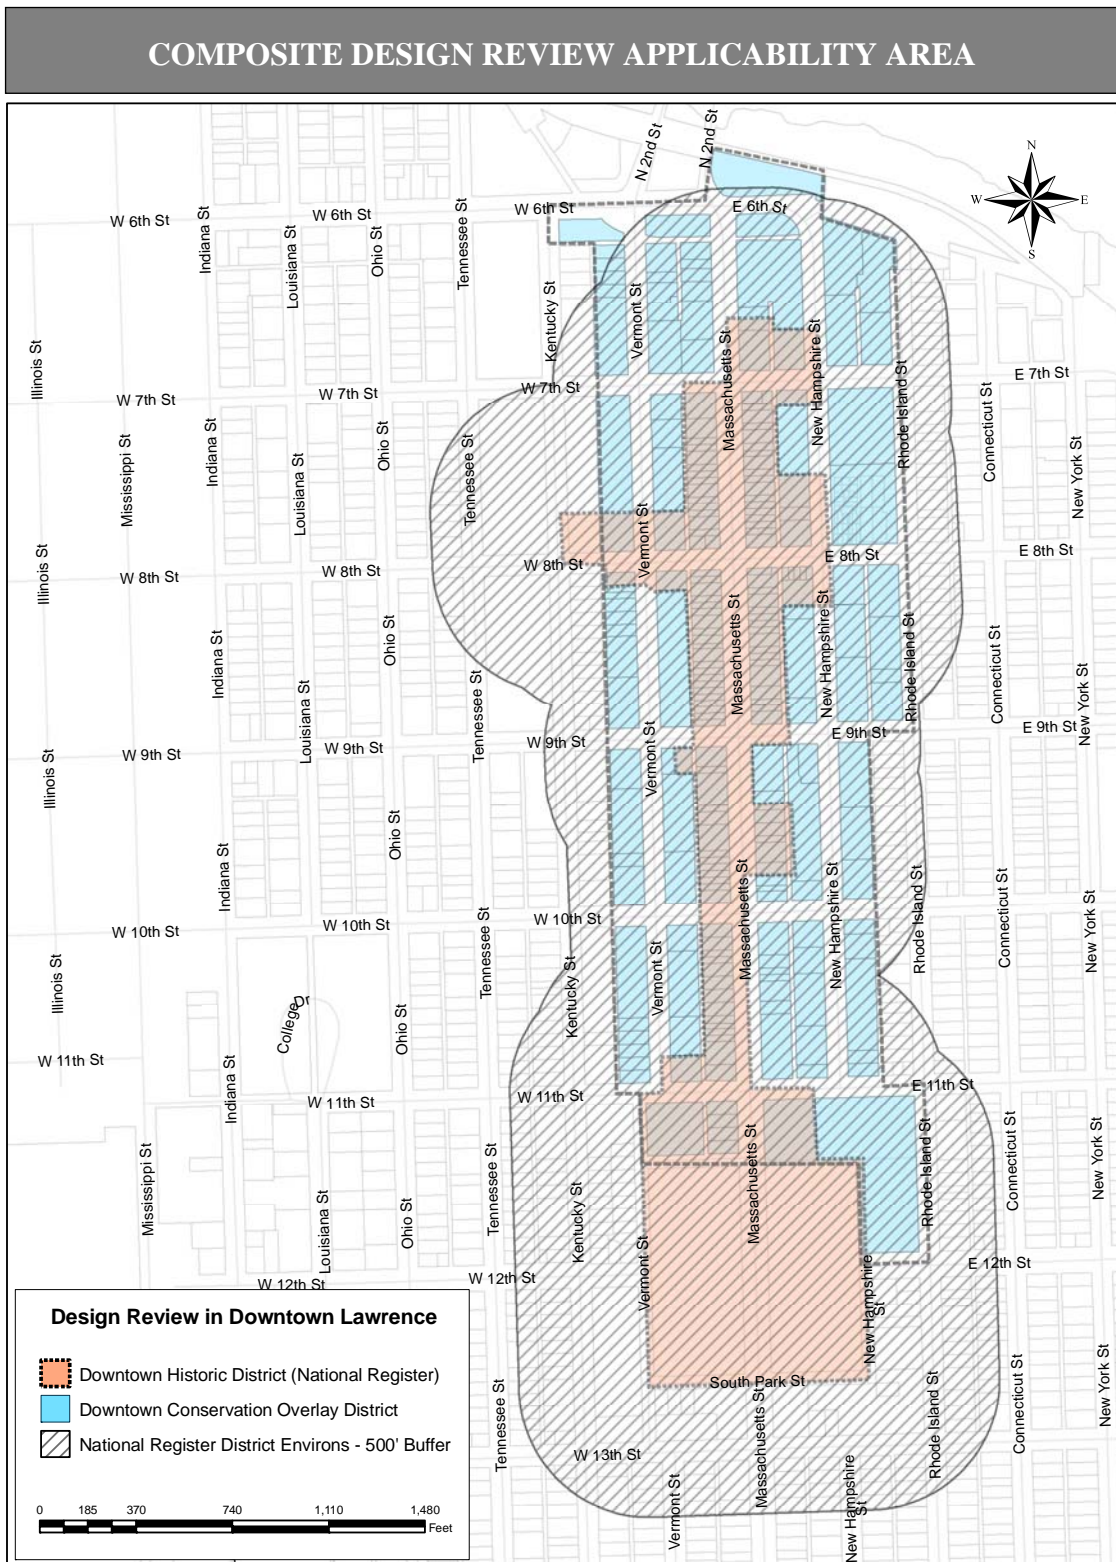 COMPOSITE DESIGN REVIEW APPLICABILITY AREA
N
W
E
S
N 2nd St
N 2nd St
W 6th St
W 6th St
W 6th St
E 6th St
Indiana St
Louisiana St
Ohio St
Tennessee St
Kentucky St
Vermont St
Massachusetts St
New Hampshire St
Illinois St
W 7th St
W 7th St
W 7th St
E 7th St
Mississippi St
Indiana St
Louisiana St
Ohio St
Tennessee St
Rhode Island St
Connecticut St
New York St
Vermont St
Illinois St
W 8th St
W 8th St
W 8th St
E 8th St
E 8th St
Indiana St
Louisiana St
Ohio St
Tennessee St
Massachusetts St
New Hampshire St
Rhode Island St
Connecticut St
New York St
Illinois St
W 9th St
W 9th St
W 9th St
E 9th St
E 9th St
Vermont St
Indiana St
Ohio St
Tennessee St
Massachusetts St
New Hampshire St
Rhode Island St
Connecticut St
New York St
Illinois St
W 10th St
W 10th St
W 10th St
Kentucky St
Vermont St
College Dr
Ohio St
W 11th St
W 11th St
W 11th St
E 11th St
Indiana St
Mississippi St
Louisiana St
Ohio St
Tennessee St
Kentucky St
Massachusetts St
Rhode Island St
Connecticut St
New York St
W 12th St
W 12th St
E 12th St
Vermont St
New Hampshire St
South Park St
Tennessee St
Massachusetts St
Rhode Island St
Connecticut St
New York St
W 13th St
Vermont St
New Hampshire St
Design Review in Downtown Lawrence
Downtown Historic District (National Register)
Downtown Conservation Overlay District
National Register District Environs - 500' Buffer
0 185 370 740 1,110 1,480
Feet